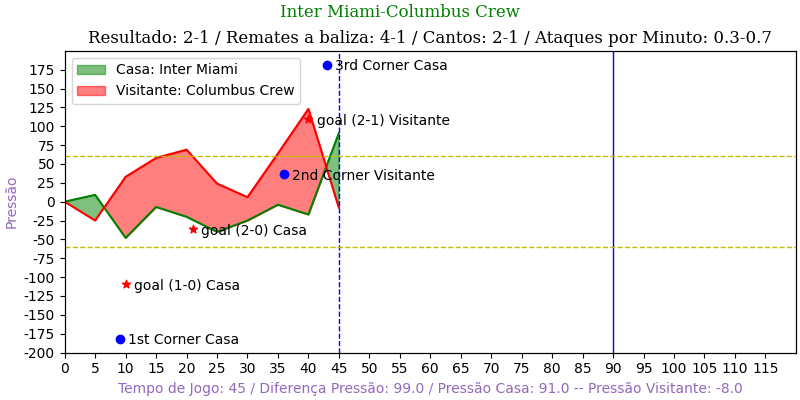 Inter Miami-Columbus Crew
Resultado: 2-1 / Remates a baliza: 4-1 / Cantos: 2-1 / Ataques por Minuto: 0.3-0.7
Casa: Inter Miami
Visitante: Columbus Crew
3rd Corner Casa
goal (2-1) Visitante
2nd Corner Visitante
goal (2-0) Casa
goal (1-0) Casa
1st Corner Casa
Pressão
175
150
125
100
75
50
25
0
-25
-50
-75
-100
-125
-150
-175
-200
0 5 10 15 20 25 30 35 40 45 50 55 60 65 70 75 80 85 90 95 100 105 110 115
Tempo de Jogo: 45 / Diferença Pressão: 99.0 / Pressão Casa: 91.0 -- Pressão Visitante: -8.0